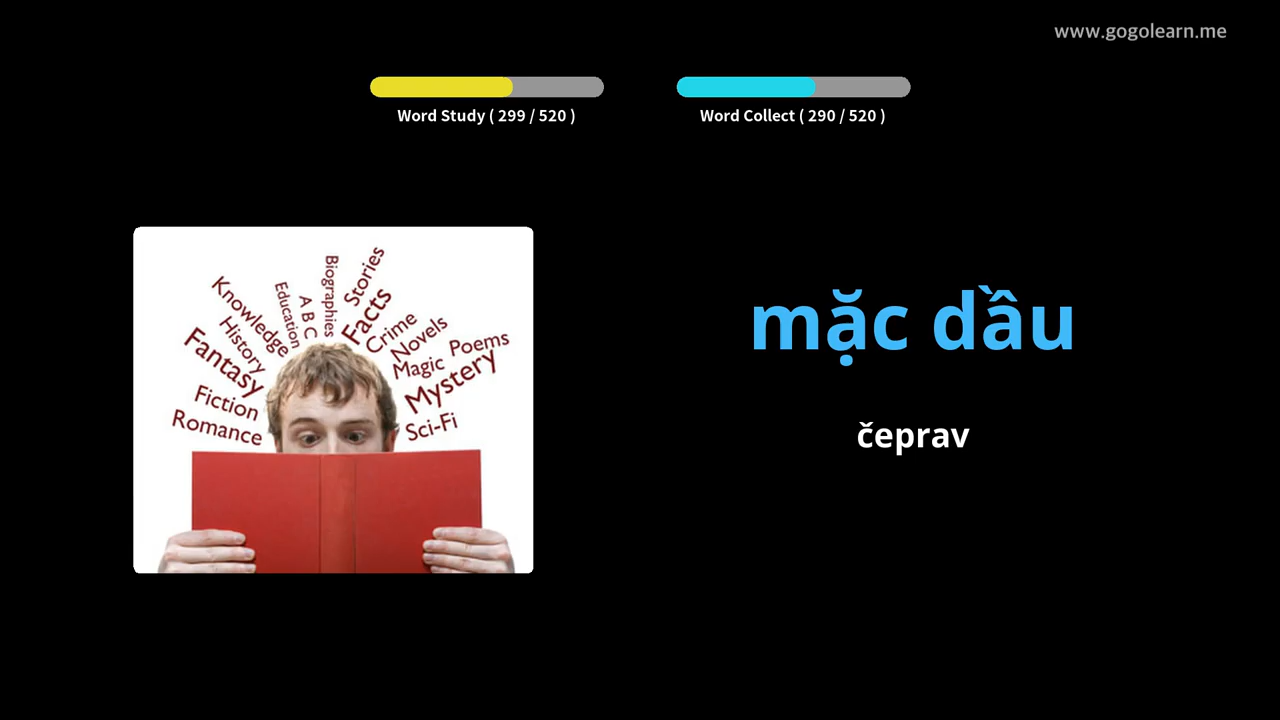 www.gogolearn.me
Word Study ( 299 / 520 )
Word Collect ( 290 / 520 )
Biographies
Stories
Education
A B C
Facts
Knowledge
Crime
History
Novels
Fantasy
Magic
Poems
Mystery
Fiction
Romance
Sci-Fi
mặc dầu
čeprav